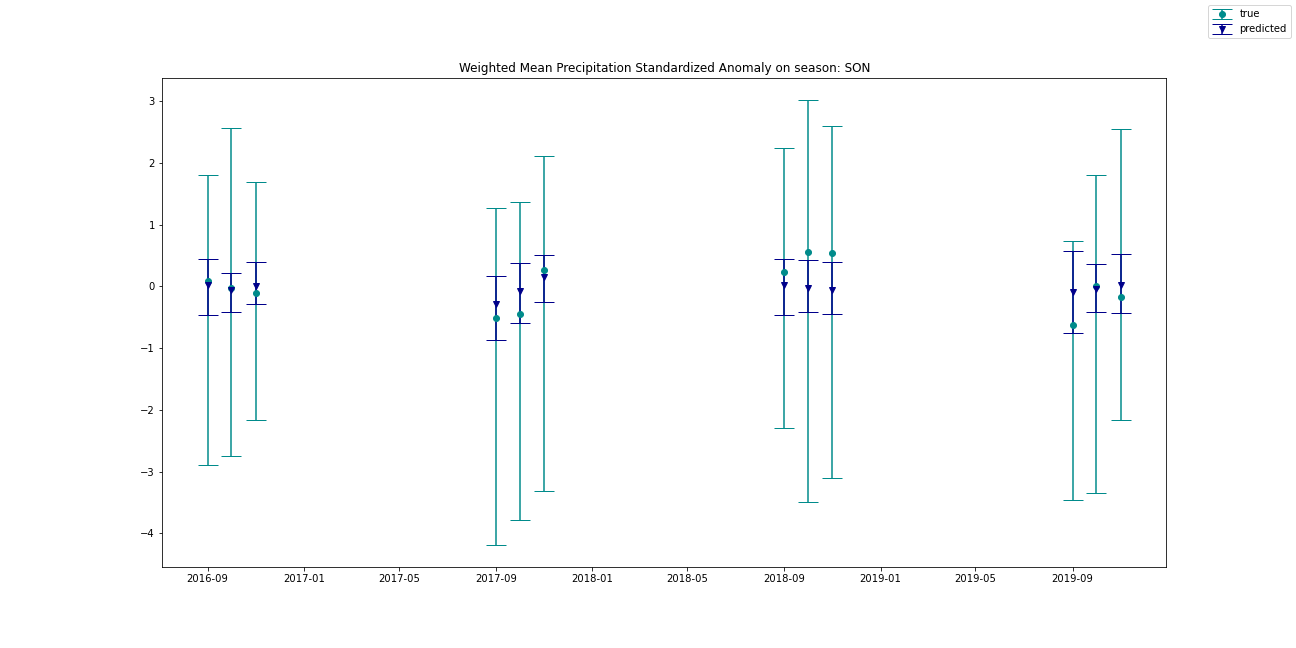 true
predicted
Weighted Mean Precipitation Standardized Anomaly on season: SON
3
2
1
0
−1
−2
−3
−4
2016-09 2017-01 2017-05 2017-09 2018-01 2018-05 2018-09 2019-01 2019-05 2019-09